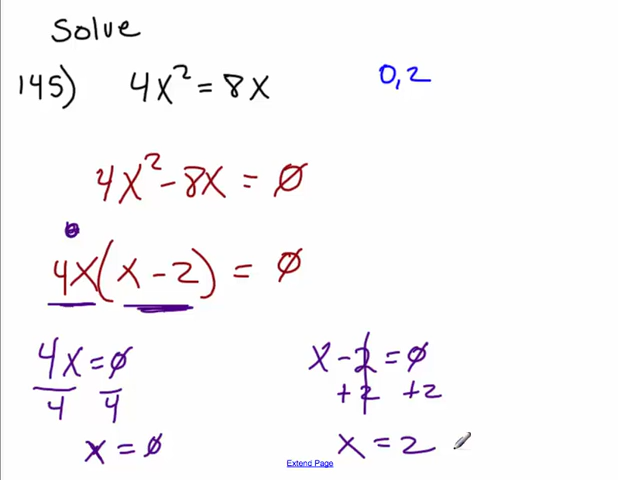 Solve
145) 4x² = 8x 0,2
4x² - 8x = 0
4x(x - 2) = 0
4x = 0 x - 2 = 0
4 4 +2 +2
x = 0 x = 2
Extend Page